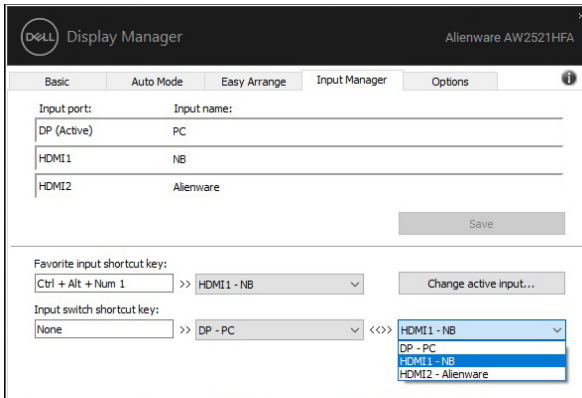 DELL Display Manager Alienware AW2521HFA
Basic Auto Mode Easy Arrange Input Manager Options
Input port: Input name:
DP (Active) PC
HDMI1 NB
HDMI2 Alienware
Save
Favorite input shortcut key:
Ctrl + Alt + Num 1 >> HDMI1 - NB Change active input...
Input switch shortcut key:
None >> DP - PC <<>> HDMI1 - NB
DP - PC
HDMI1 - NB
HDMI2 - Alienware